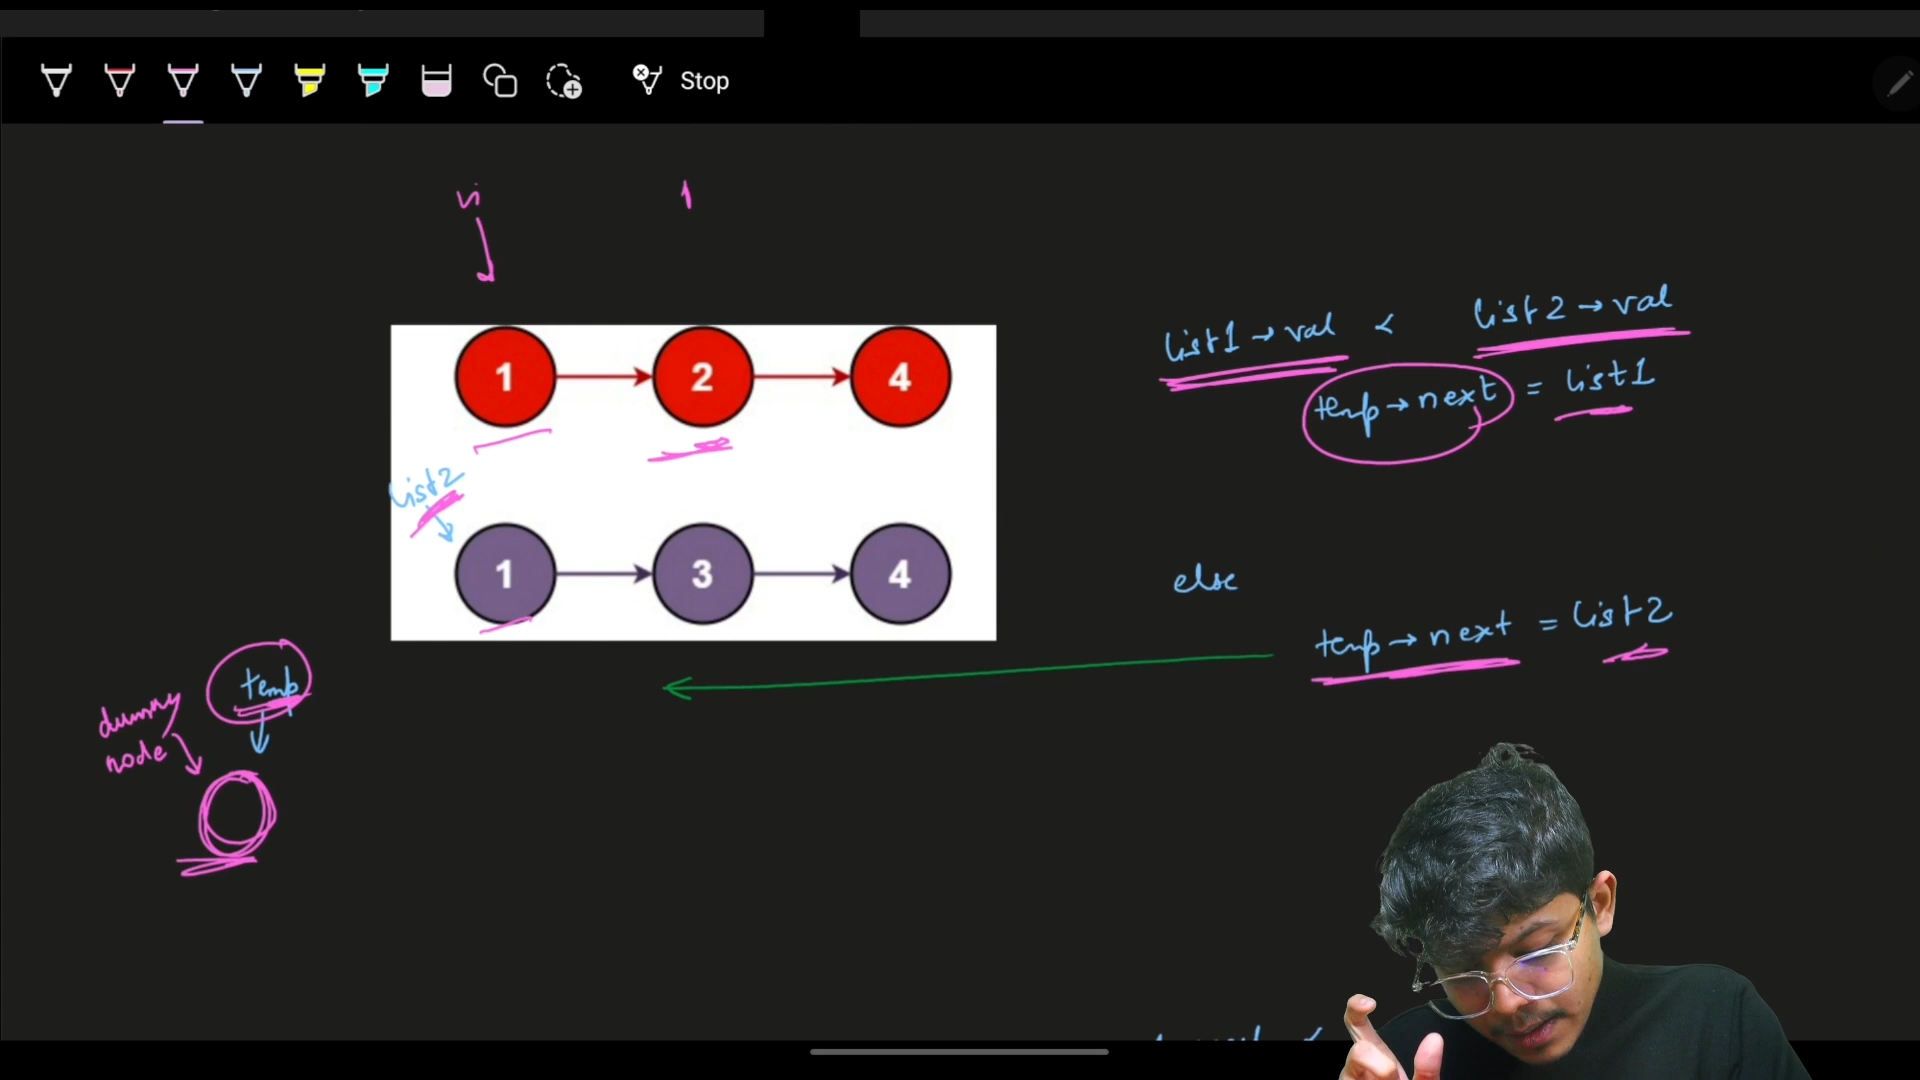 Stop
list1 → val < list2 → val
1 2 4
temp → next = list1
list2
1 3 4
else
temp → next = list2
temp
dummy
node